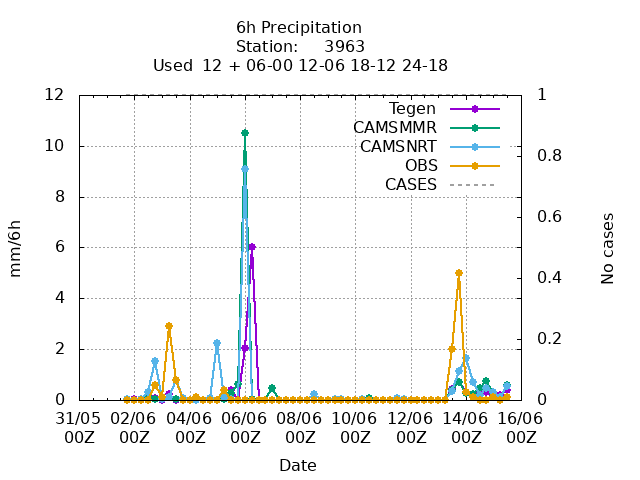 6h Precipitation
Station: 3963
Used 12 + 06-00 12-06 18-12 24-18
12 1
10 0.8
8
6 0.6
4 0.4
2 0.2
0 0
mm/6h
No cases
Tegen
CAMSMMR
CAMSNRT
OBS
CASES
31/05 02/06 04/06 06/06 08/06 10/06 12/06 14/06 16/06
00Z 00Z 00Z 00Z 00Z 00Z 00Z 00Z 00Z
Date